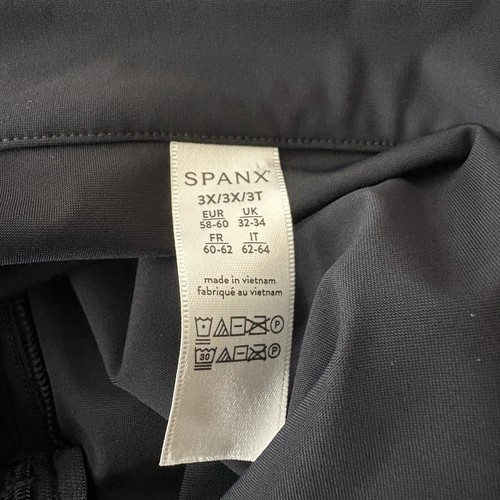 SPANX
3X/3X/3T
EUR UK
58-60 32-34
FR IT
60-62 62-64
made in vietnam
fabriqué au vietnam
P
30 P